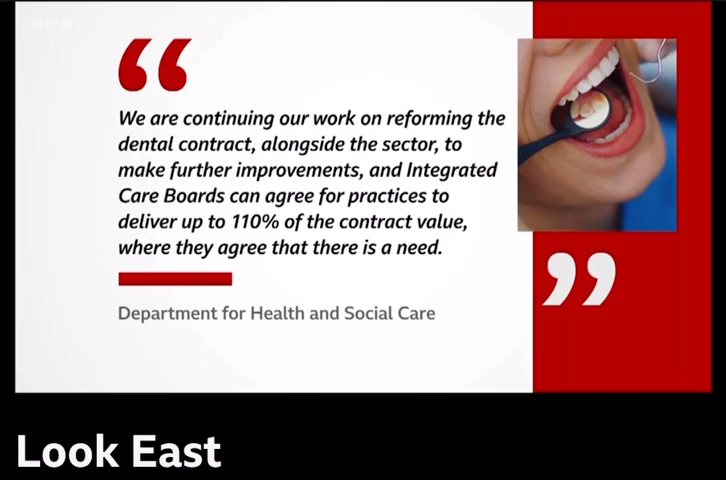 “
We are continuing our work on reforming the
dental contract, alongside the sector, to
make further improvements, and Integrated
Care Boards can agree for practices to
deliver up to 110% of the contract value,
where they agree that there is a need.
”
Department for Health and Social Care
BBC
Look East